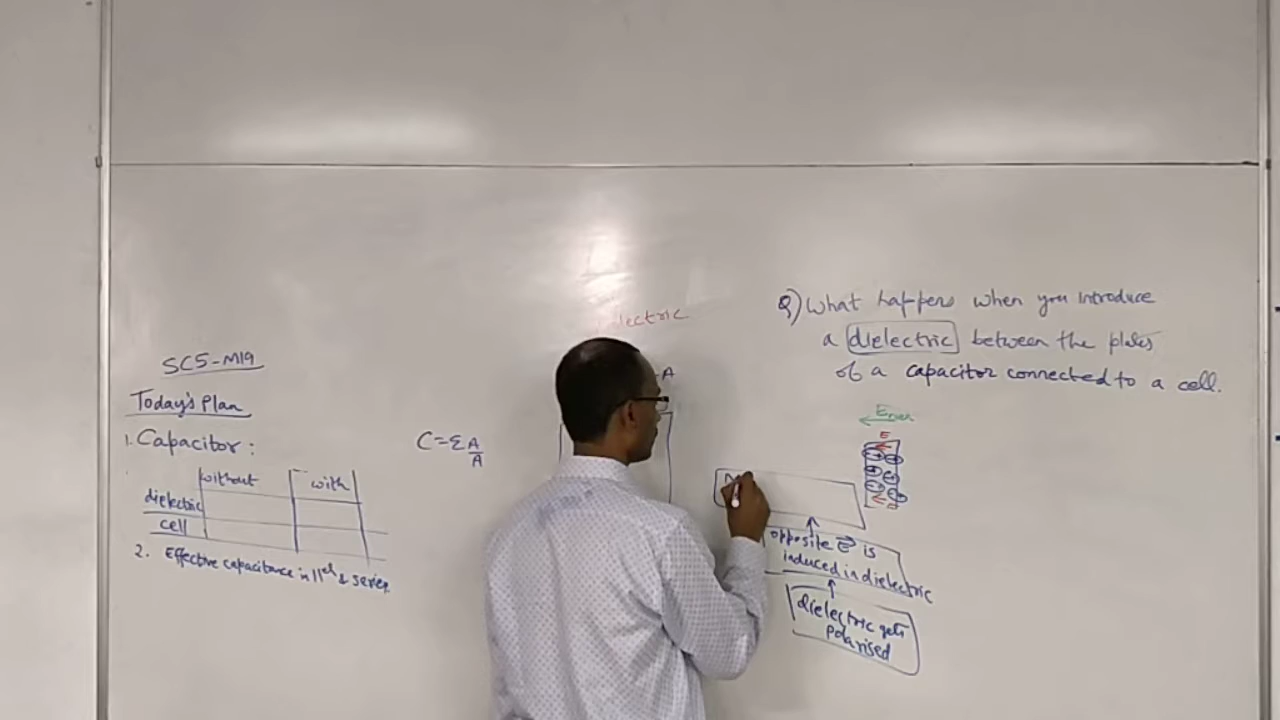 SC5-M19
Today's Plan
1. Capacitor:
without with
dielectric
cell
2. Effective capacitance in 11el & series
C=Σ A/A
lectric
A
Q) What happens when you introduce
a dielectric between the plates
of a capacitor connected to a cell.
E
opposite E is
induced in dielectric
dielectric gets
polarised